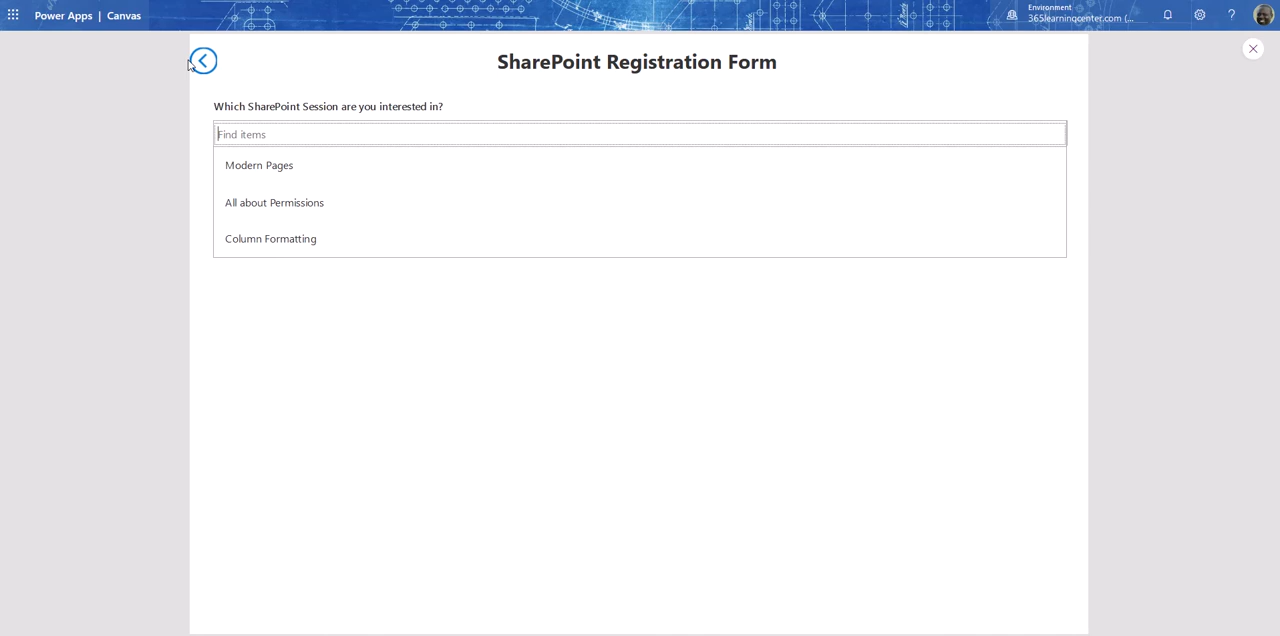 Power Apps | Canvas
Environment
365learningcenter.com (...
?
SharePoint Registration Form
Which SharePoint Session are you interested in?
Find items
Modern Pages
All about Permissions
Column Formatting